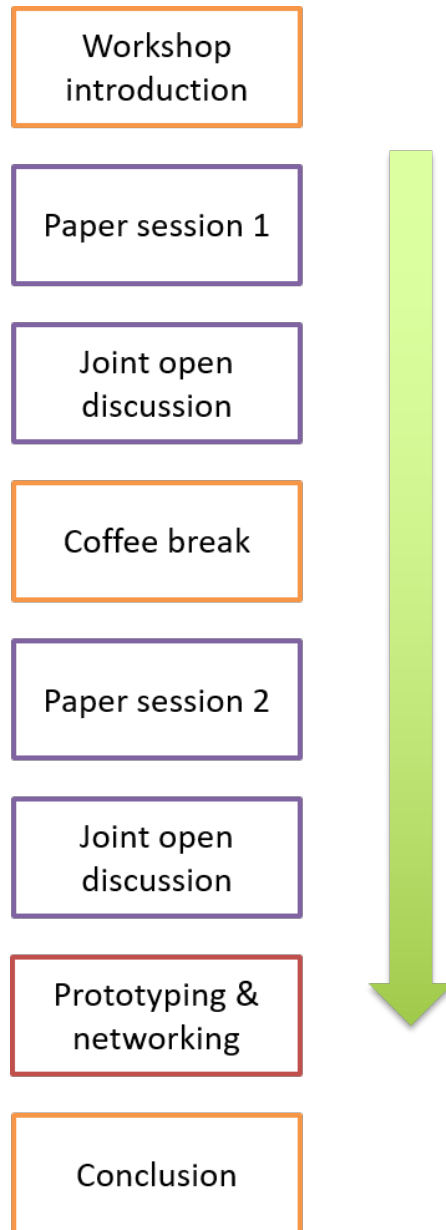 Workshop
introduction
Paper session 1
Joint open
discussion
Coffee break
Paper session 2
Joint open
discussion
Prototyping &
networking
Conclusion